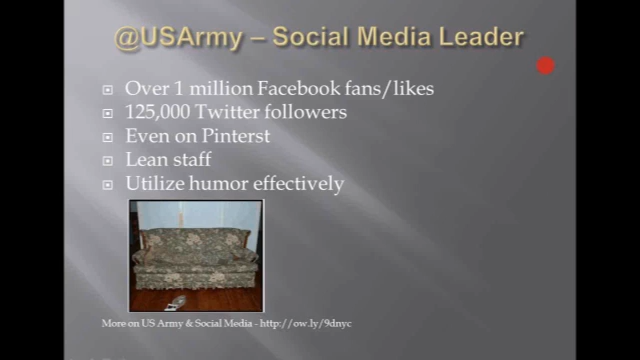 @USArmy – Social Media Leader
Over 1 million Facebook fans/likes
125,000 Twitter followers
Even on Pinterst
Lean staff
Utilize humor effectively
More on US Army & Social Media - http://ow.ly/9dnyc